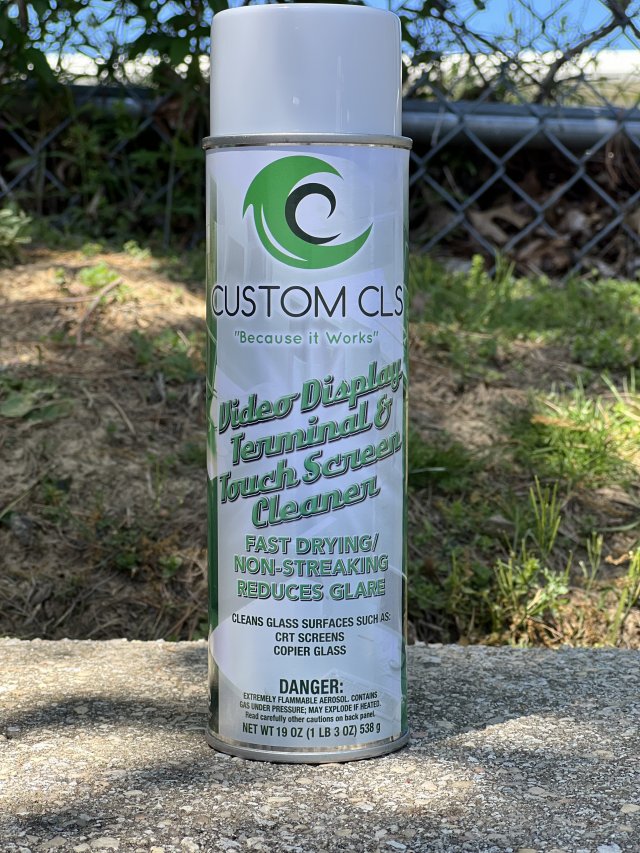 CUSTOM CLS
"Because it Works"
Video Display
Terminal &
Touch Screen
Cleaner
FAST DRYING/
NON-STREAKING
REDUCES GLARE
CLEANS GLASS SURFACES SUCH AS:
CRT SCREENS
COPIER GLASS
DANGER:
EXTREMELY FLAMMABLE AEROSOL. CONTAINS
GAS UNDER PRESSURE; MAY EXPLODE IF HEATED.
Read carefully other cautions on back panel.
NET WT 19 OZ (1 LB 3 OZ) 538 g